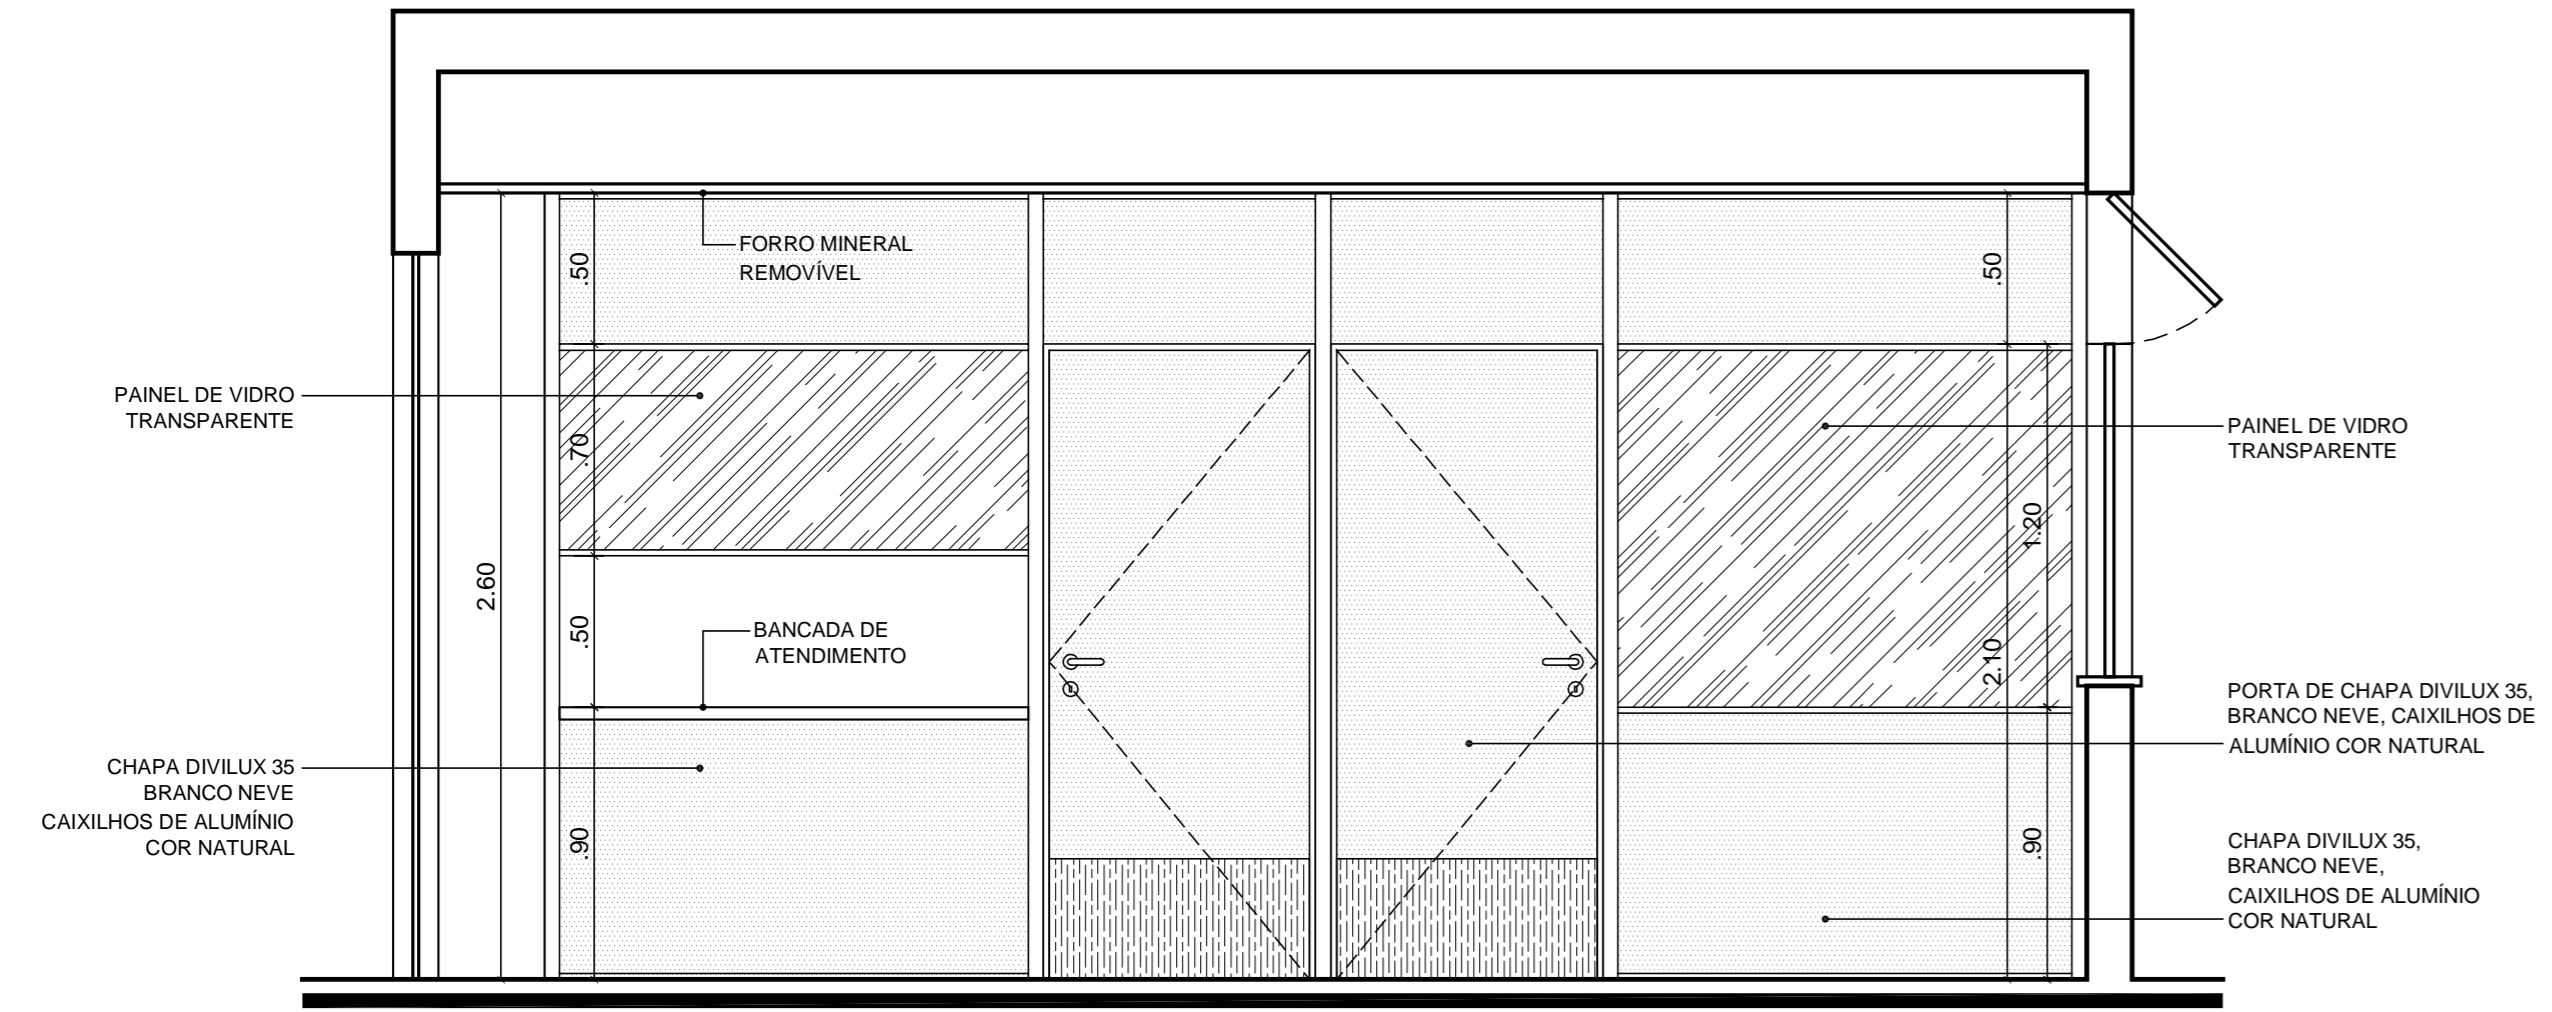 FORRO MINERAL
REMOVÍVEL
.50
.50
PAINEL DE VIDRO
TRANSPARENTE
.70
PAINEL DE VIDRO
TRANSPARENTE
1.20
2.60
.50
BANCADA DE
ATENDIMENTO
2.10
PORTA DE CHAPA DIVILUX 35,
BRANCO NEVE, CAIXILHOS DE
ALUMÍNIO COR NATURAL
CHAPA DIVILUX 35
BRANCO NEVE
CAIXILHOS DE ALUMÍNIO
COR NATURAL
.90
.90
CHAPA DIVILUX 35,
BRANCO NEVE,
CAIXILHOS DE ALUMÍNIO
COR NATURAL